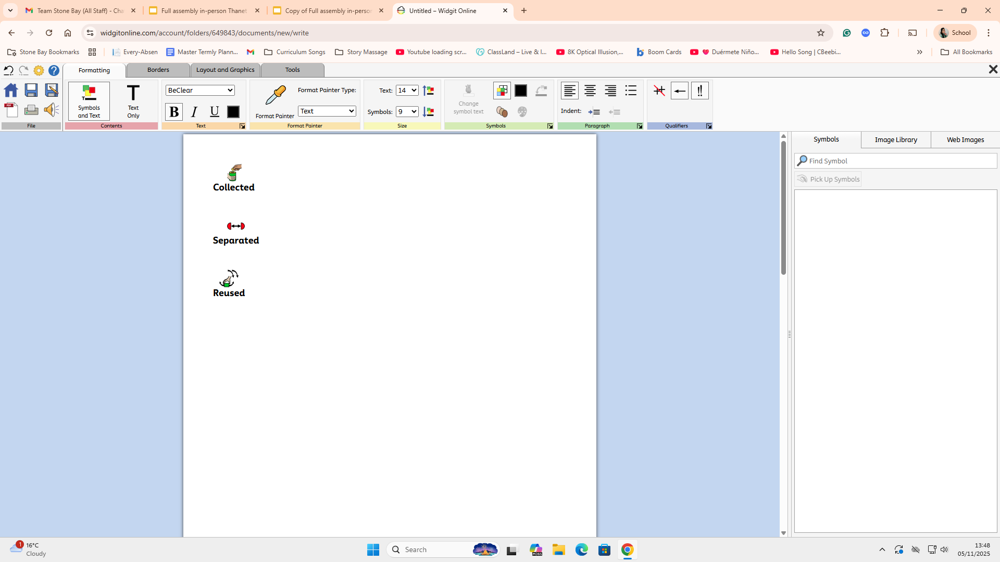 Team Stone Bay (All Staff) - Cha
Full assembly in-person Thanet
Copy of Full assembly in-person
Untitled – Widgit Online
widgitonline.com/account/folders/649843/documents/new/write
School
Stone Bay Bookmarks
Every-Absen
Master Termly Plann...
Curriculum Songs
Story Massage
Youtube loading scr...
ClassLand – Live & I...
8K Optical Illusion,...
Boom Cards
Duérmete Niño...
Hello Song | CBeebi...
All Bookmarks
Formatting
Borders
Layout and Graphics
Tools
PDF
File
Symbols
and Text
T
Text
Only
Contents
BeClear
B I U
Text
Format Painter
Format Painter Type:
Text
Format Painter
Text: 14
Symbols: 9
Size
Change
symbol text
Symbols
Indent:
Paragraph
Qualifiers
Symbols
Image Library
Web Images
Find Symbol
Pick Up Symbols
Collected
Separated
Reused
1
16°C
Cloudy
Search
M365
13:48
05/11/2025